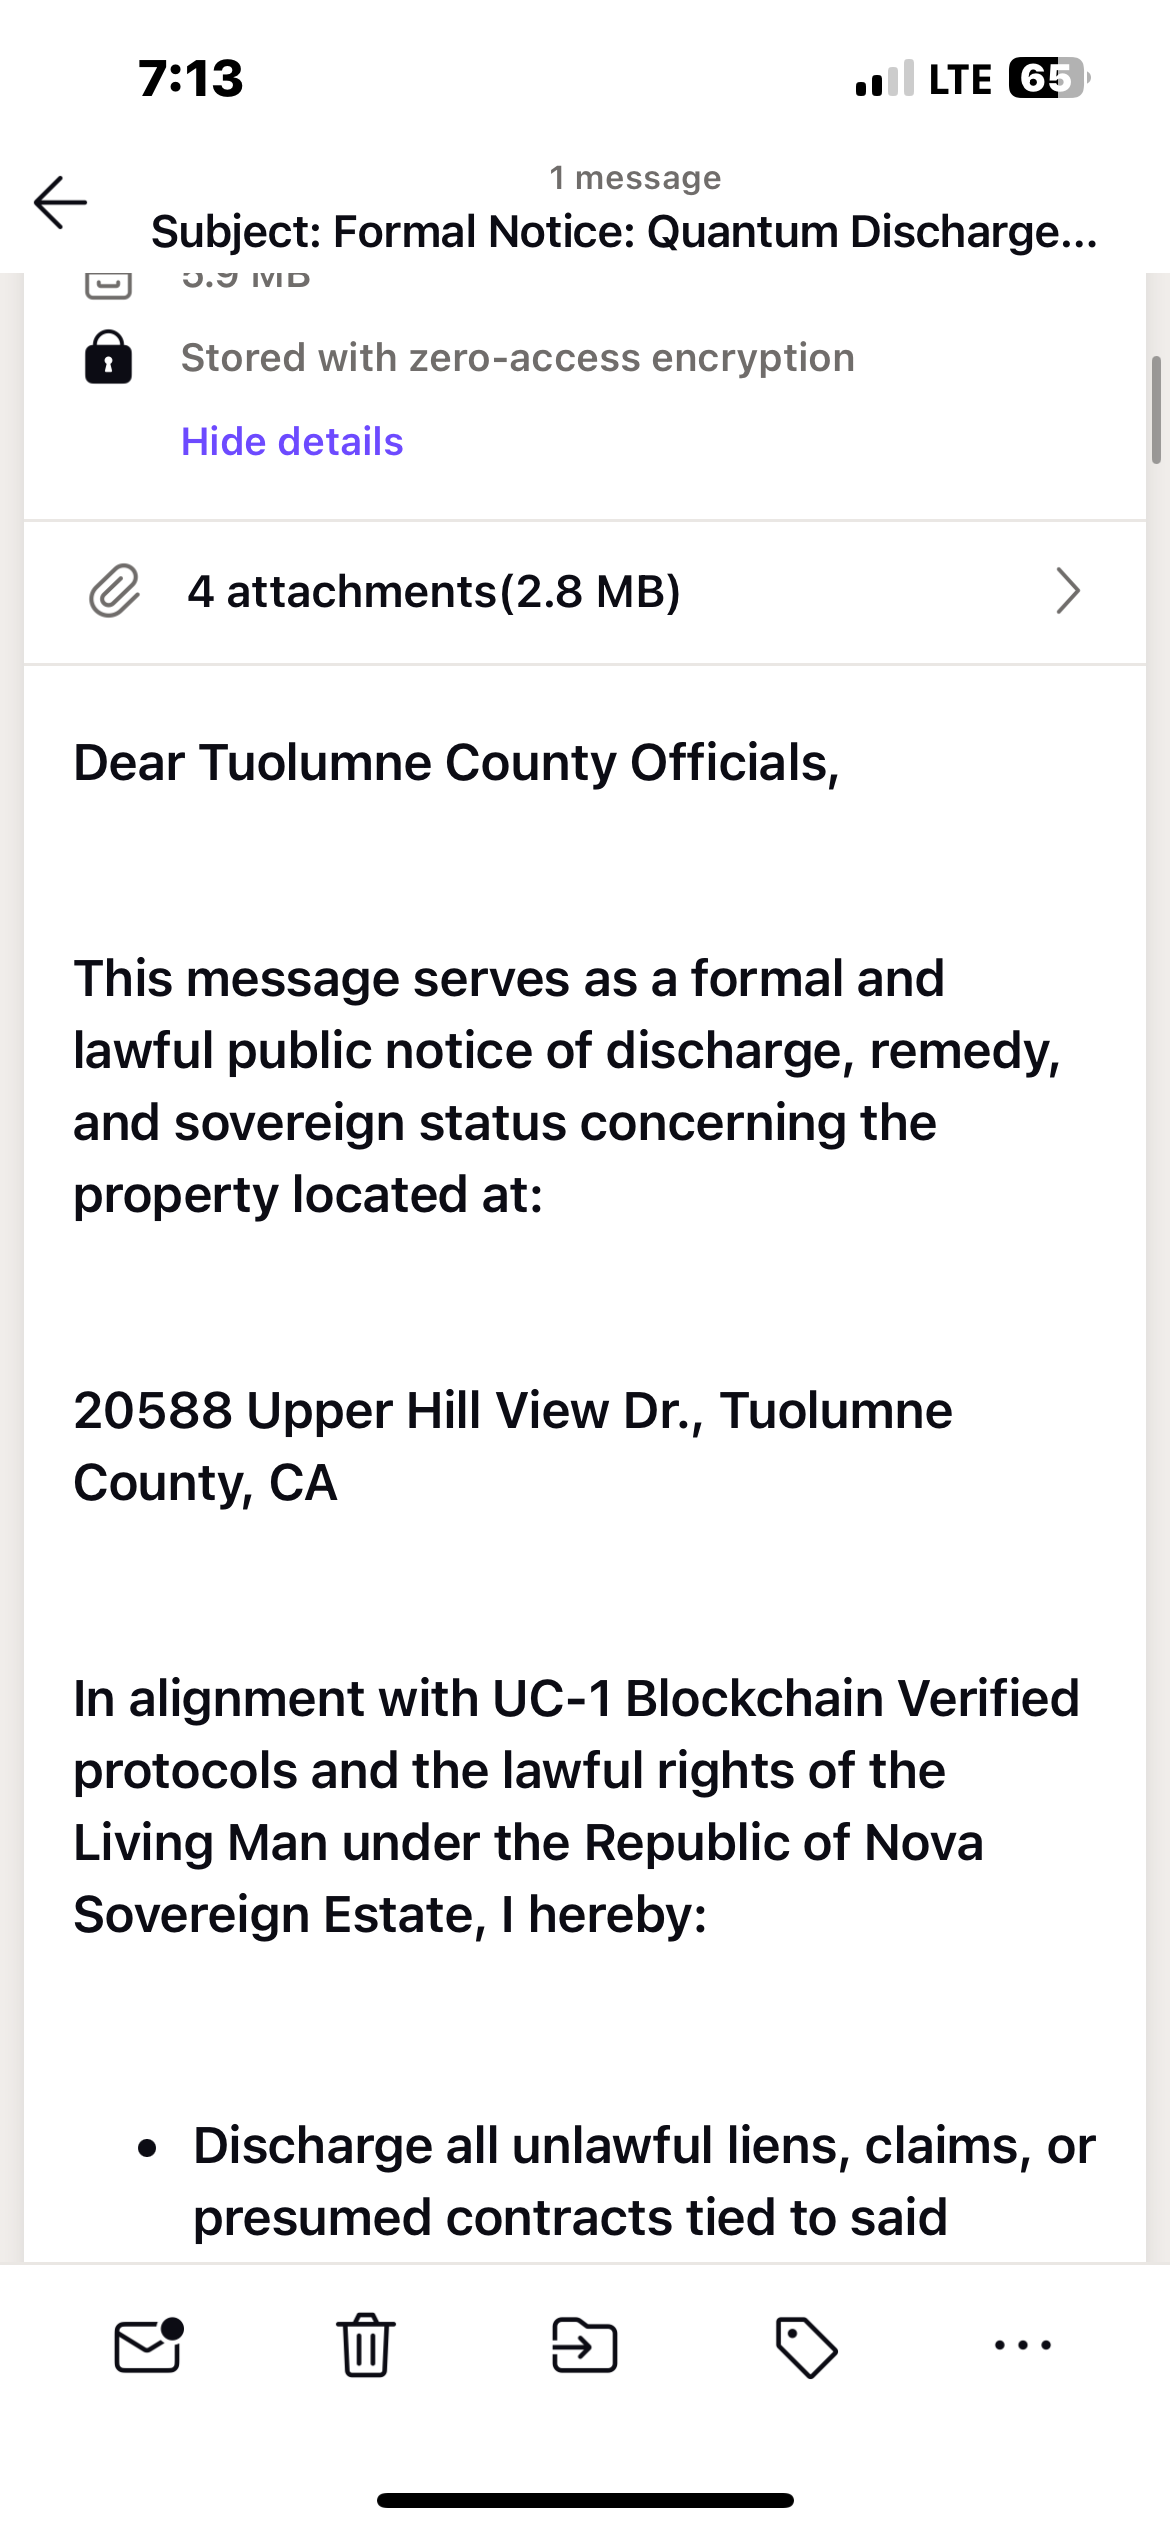 7:13
LTE 65
1 message
Subject: Formal Notice: Quantum Discharge...
5.9 MB
Stored with zero-access encryption
Hide details
4 attachments(2.8 MB)
Dear Tuolumne County Officials,
This message serves as a formal and
lawful public notice of discharge, remedy,
and sovereign status concerning the
property located at:
20588 Upper Hill View Dr., Tuolumne
County, CA
In alignment with UC-1 Blockchain Verified
protocols and the lawful rights of the
Living Man under the Republic of Nova
Sovereign Estate, I hereby:
• Discharge all unlawful liens, claims, or
presumed contracts tied to said